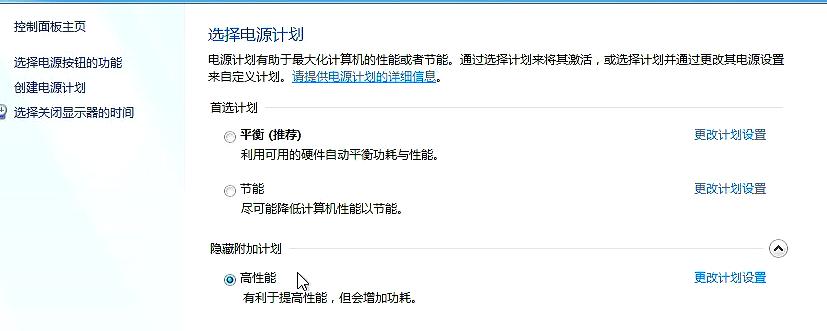 控制面板主页
选择电源按钮的功能
创建电源计划
选择关闭显示器的时间
选择电源计划
电源计划有助于最大化计算机的性能或者节能。通过选择计划来将其激活，或选择计划并通过更改其电源设置
来自定义计划。请提供电源计划的详细信息。
首选计划
平衡 (推荐) 更改计划设置
利用可用的硬件自动平衡功耗与性能。
节能 更改计划设置
尽可能降低计算机性能以节能。
隐藏附加计划
高性能 更改计划设置
有利于提高性能，但会增加功耗。